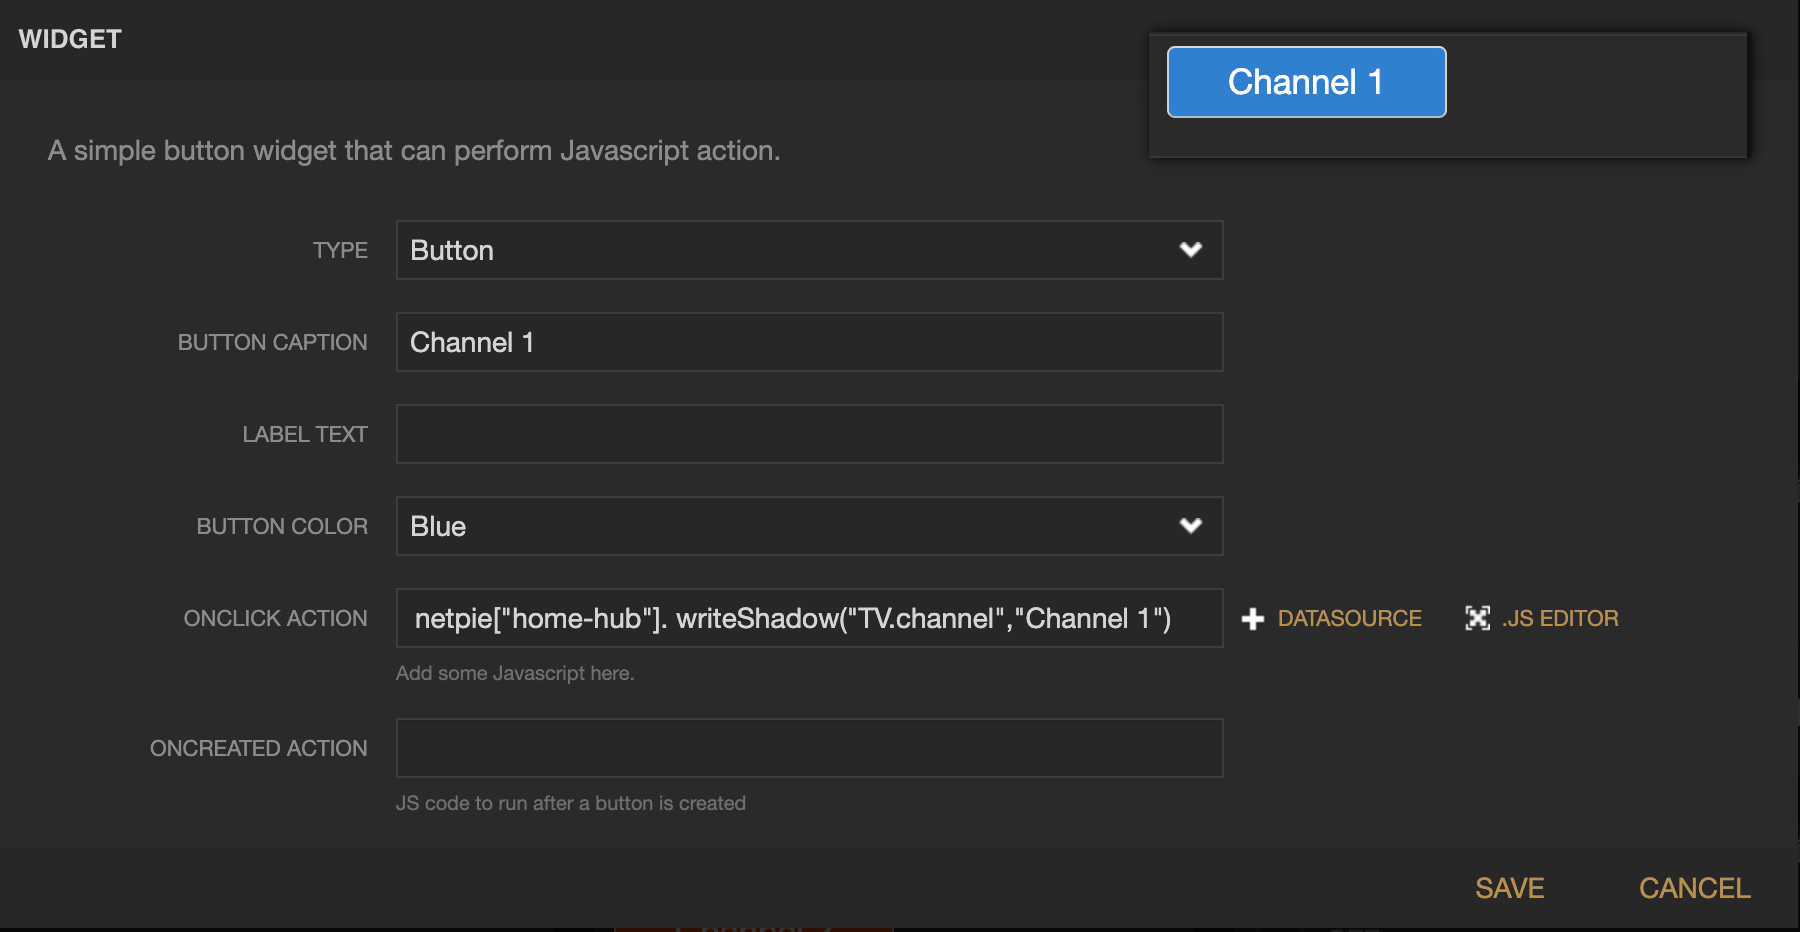 WIDGET
Channel 1
A simple button widget that can perform Javascript action.
TYPE
Button
BUTTON CAPTION
Channel 1
LABEL TEXT
BUTTON COLOR
Blue
ONCLICK ACTION
netpie["home-hub"]. writeShadow("TV.channel","Channel 1")
DATASOURCE
.JS EDITOR
Add some Javascript here.
ONCREATED ACTION
JS code to run after a button is created
SAVE
CANCEL